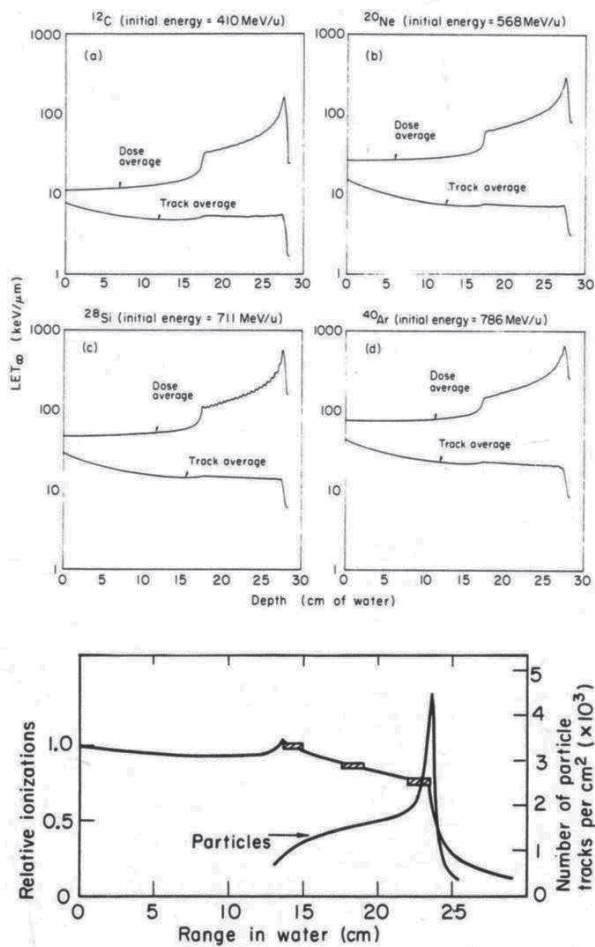 ¹²C (initial energy = 410 MeV/u)
²⁰Ne (initial energy = 568 MeV/u)
1000
100
10
1
(a)
Dose average
Track average
0 5 10 15 20 25 30
1000
100
10
1
(b)
Dose average
Track average
0 5 10 15 20 25 30
LET∞ (keV/μm)
²⁸Si (initial energy = 711 MeV/u)
⁴⁰Ar (initial energy = 786 MeV/u)
1000
100
10
1
(c)
Dose average
Track average
0 5 10 15 20 25 30
1000
100
10
1
(d)
Dose average
Track average
0 5 10 15 20 25 30
Depth (cm of water)
Relative ionizations
1.0
0.5
0
Particles
5
4
3
2
1
0
Number of particle
tracks per cm² (×10³)
0 5 10 15 20 25
Range in water (cm)